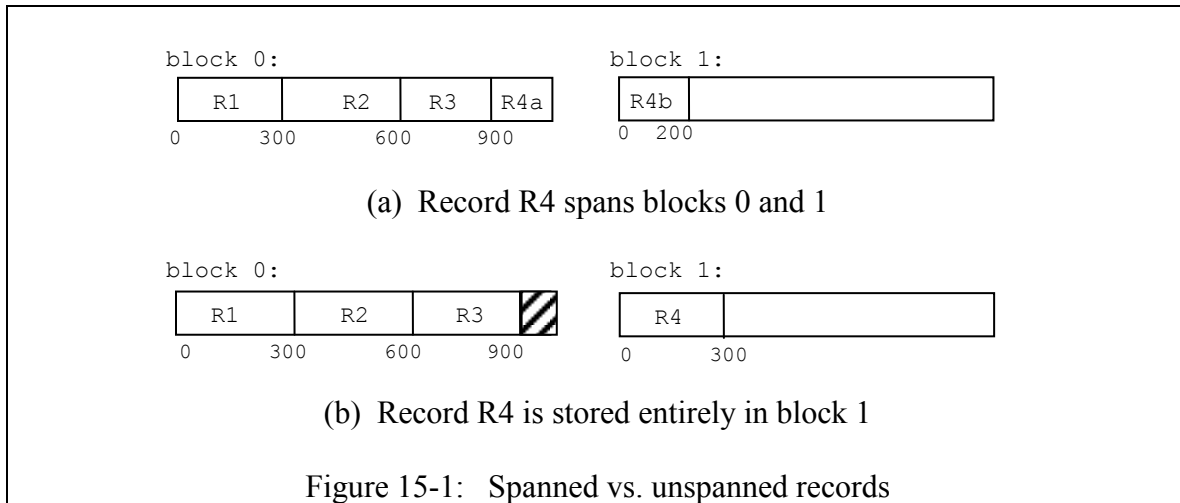 block 0: block 1:
R1 R2 R3 R4a R4b
0 300 600 900 0 200
(a) Record R4 spans blocks 0 and 1
block 0: block 1:
R1 R2 R3 R4
0 300 600 900 0 300
(b) Record R4 is stored entirely in block 1
Figure 15-1: Spanned vs. unspanned records